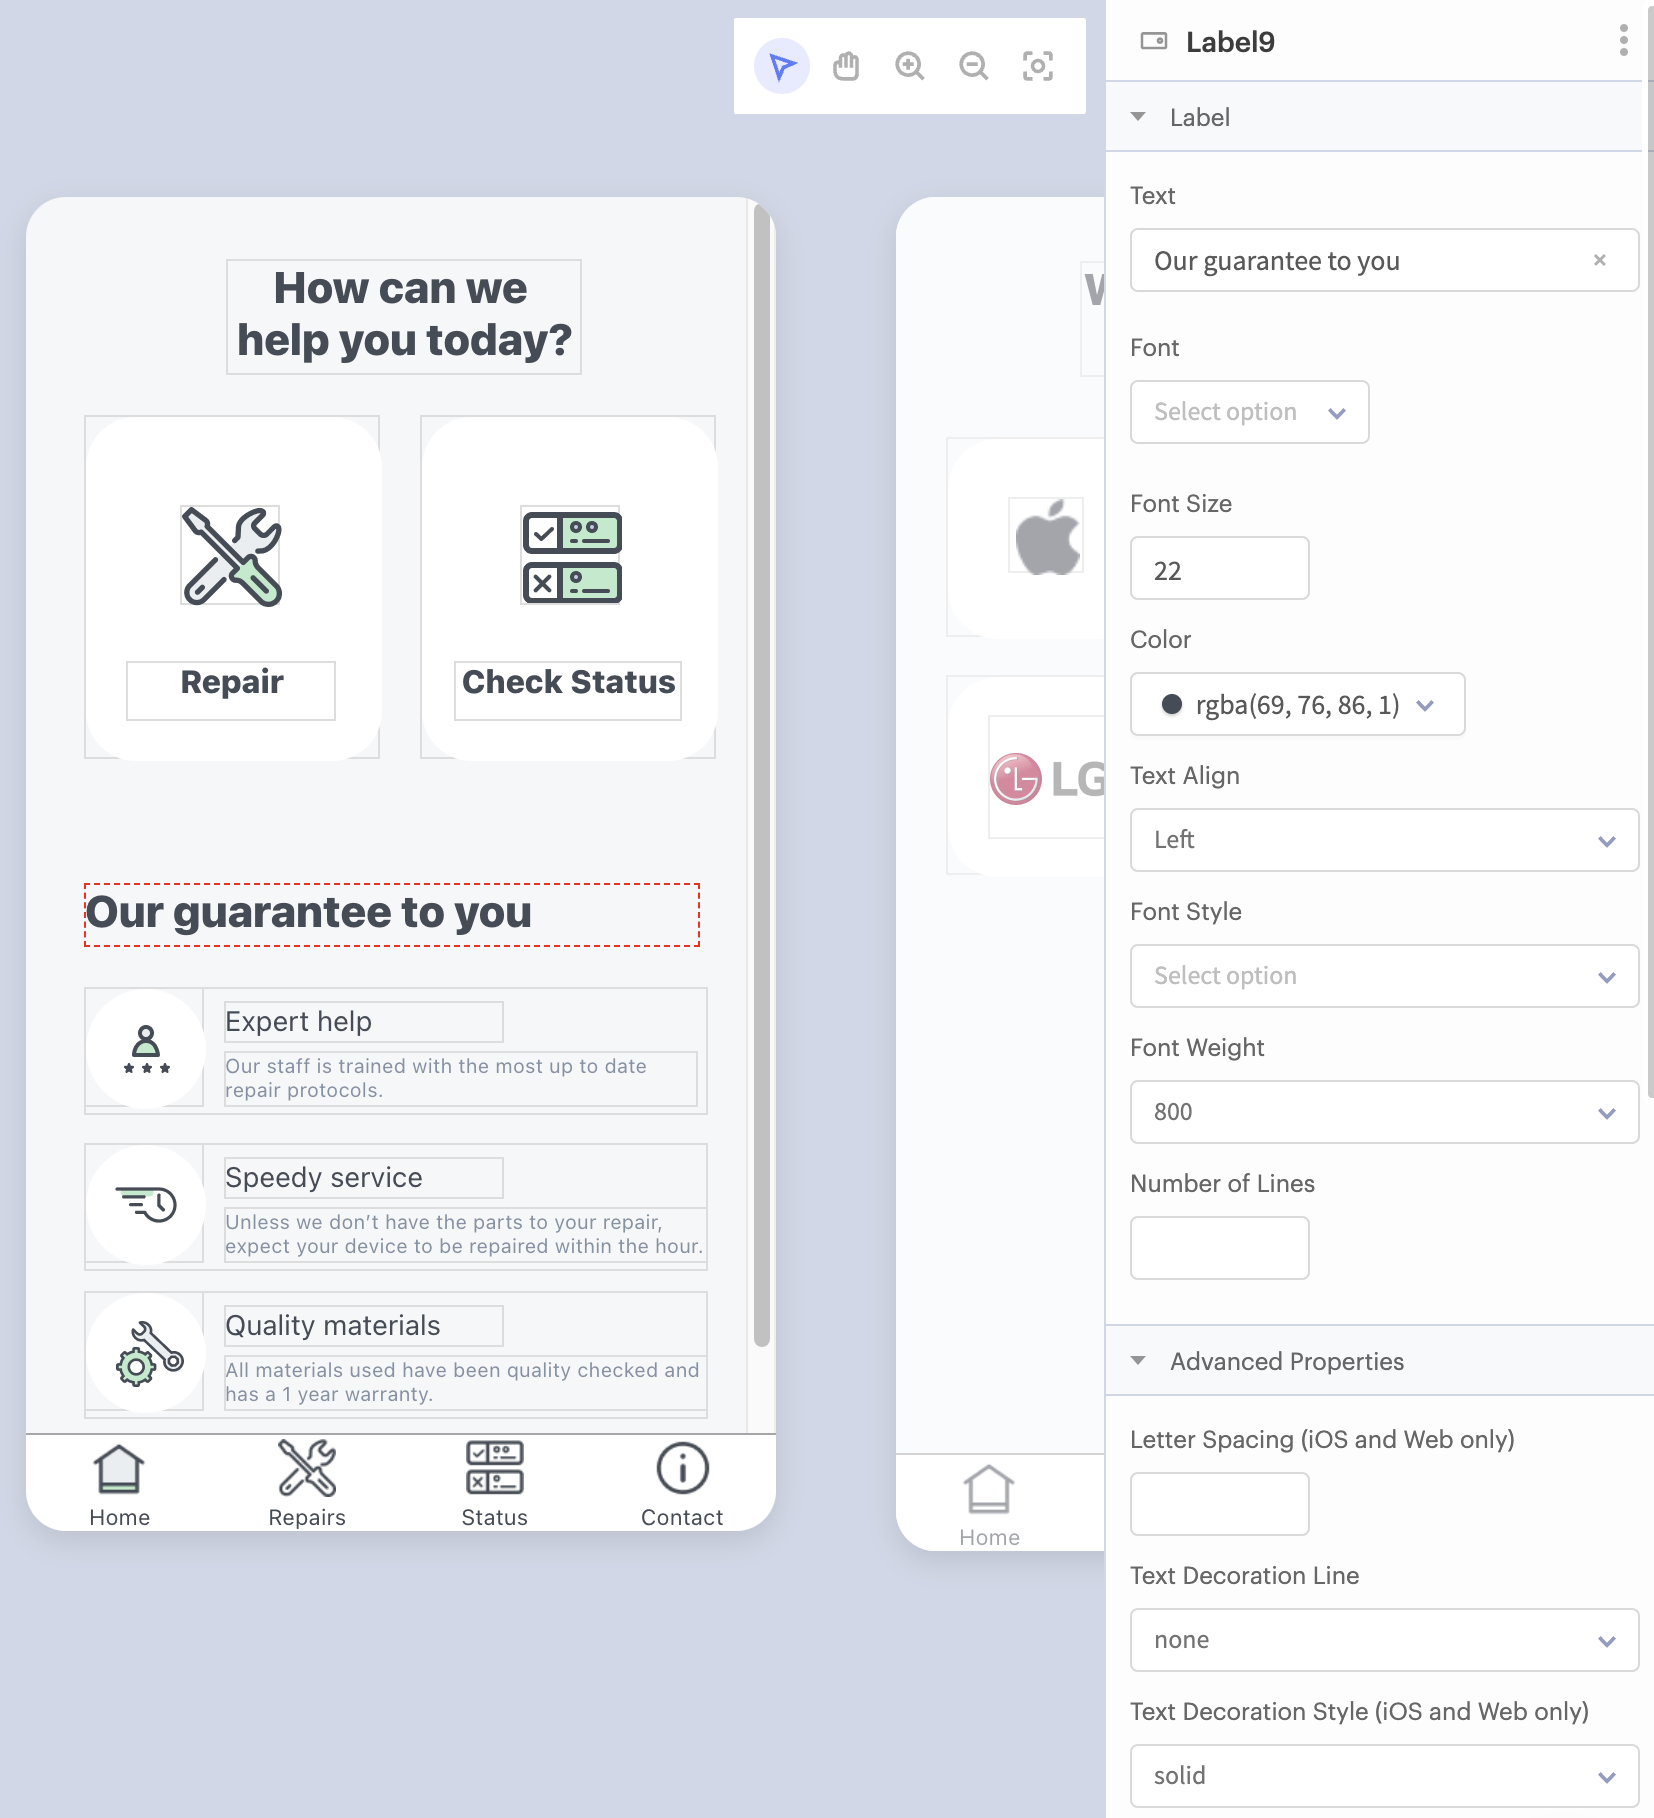 How can we
help you today?
Repair
Check Status
Our guarantee to you
Expert help
Our staff is trained with the most up to date
repair protocols.
Speedy service
Unless we don’t have the parts to your repair,
expect your device to be repaired within the hour.
Quality materials
All materials used have been quality checked and
has a 1 year warranty.
Home
Repairs
Status
Contact
LG
Home
Label9
Label
Text
Our guarantee to you
Font
Select option
Font Size
22
Color
rgba(69, 76, 86, 1)
Text Align
Left
Font Style
Select option
Font Weight
800
Number of Lines
Advanced Properties
Letter Spacing (iOS and Web only)
Text Decoration Line
none
Text Decoration Style (iOS and Web only)
solid